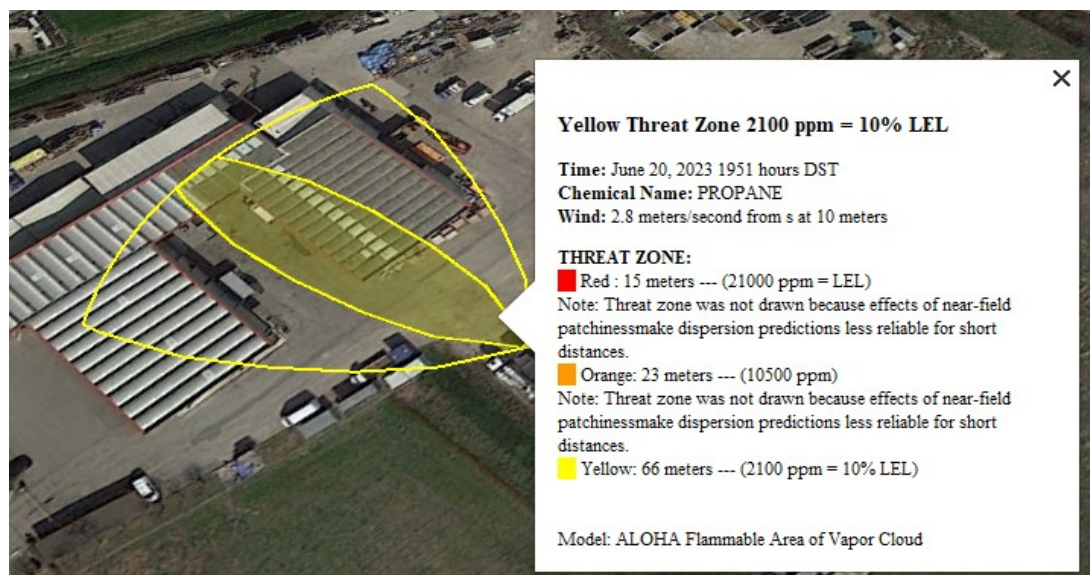 Yellow Threat Zone 2100 ppm = 10% LEL
Time: June 20, 2023 1951 hours DST
Chemical Name: PROPANE
Wind: 2.8 meters/second from s at 10 meters
THREAT ZONE:
Red : 15 meters --- (21000 ppm = LEL)
Note: Threat zone was not drawn because effects of near-field
patchinessmake dispersion predictions less reliable for short
distances.
Orange: 23 meters --- (10500 ppm)
Note: Threat zone was not drawn because effects of near-field
patchinessmake dispersion predictions less reliable for short
distances.
Yellow: 66 meters --- (2100 ppm = 10% LEL)
Model: ALOHA Flammable Area of Vapor Cloud